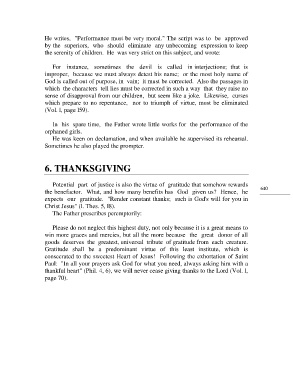 He writes, "Performance must be very moral." The script was to be approved
by the superiors, who should eliminate any unbecoming expression to keep
the serenity of children. He was very strict on this subject, and wrote:
For instance, sometimes the devil is called in interjections; that is
improper, because we must always detest his name; or the most holy name of
God is called out of purpose, in vain; it must be corrected. Also the passages in
which the characters tell lies must be corrected in such a way that they raise no
sense of disapproval from our children, but seem like a joke. Likewise, curses
which prepare to no repentance, nor to triumph of virtue, must be eliminated
(Vol. 1, page 119).
In his spare time, the Father wrote little works for the performance of the
orphaned girls.
He was keen on declamation, and when available he supervised its rehearsal.
Sometimes he also played the prompter.
6. THANKSGIVING
Potential part of justice is also the virtue of gratitude that somehow rewards
the benefactor. What, and how many benefits has God given us? Hence, he
expects our gratitude. "Render constant thanks; such is God's will for you in
Christ Jesus" (1 Thes. 5, 18).
The Father prescribes peremptorily:
640
Please do not neglect this highest duty, not only because it is a great means to
win more graces and mercies, but all the more because the great donor of all
goods deserves the greatest, universal tribute of gratitude from each creature.
Gratitude shall be a predominant virtue of this least institute, which is
consecrated to the sweetest Heart of Jesus! Following the exhortation of Saint
Paul: "In all your prayers ask God for what you need, always asking him with a
thankful heart" (Phil. 4, 6), we will never cease giving thanks to the Lord (Vol. 1,
page 70).